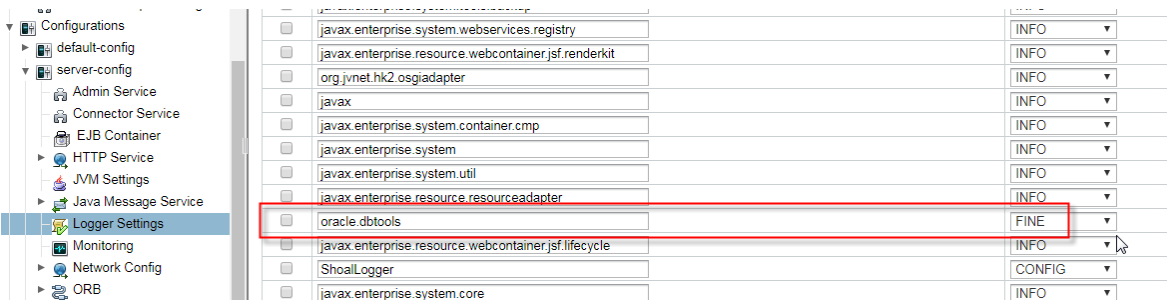 Configurations
default-config
server-config
Admin Service
Connector Service
EJB Container
HTTP Service
JVM Settings
Java Message Service
Logger Settings
Monitoring
Network Config
ORB
javax.enterprise.system.webservices.registry INFO
javax.enterprise.resource.webcontainer.jsf.renderkit INFO
org.jvnet.hk2.osgiadapter INFO
javax INFO
javax.enterprise.system.container.cmp INFO
javax.enterprise.system INFO
javax.enterprise.system.util INFO
javax.enterprise.resource.resourceadapter INFO
oracle.dbtools FINE
javax.enterprise.resource.webcontainer.jsf.lifecycle INFO
ShoalLogger CONFIG
javax.enterprise.system.core INFO